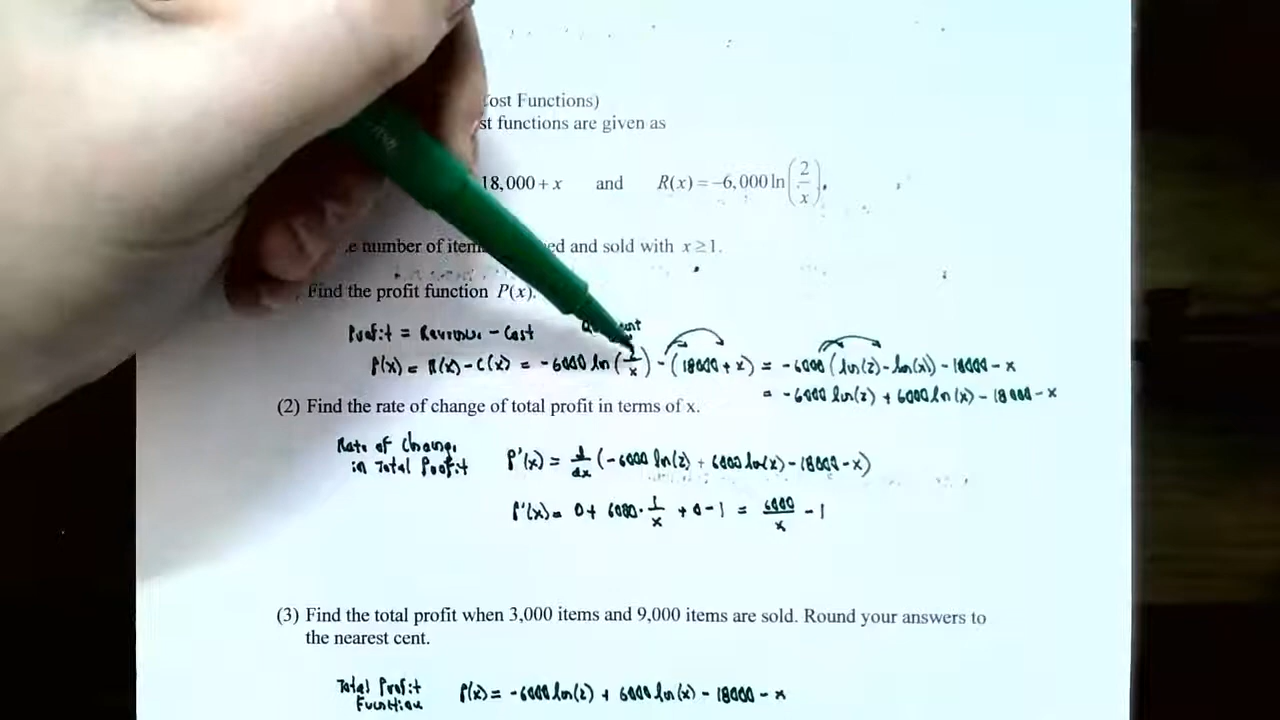 Cost Functions)
st functions are given as
18,000 + x and R(x) = −6,000 ln(2/x),
e number of item ed and sold with x ≥ 1.
Find the profit function P(x).
Profit = Revenue − Cost
P(x) = R(x) − C(x) = −6000 ln(2/x) − (18000 + x) = −6000 (ln(2) − ln(x)) − 18000 − x
= −6000 ln(2) + 6000 ln(x) − 18000 − x
(2) Find the rate of change of total profit in terms of x.
Rate of Change
in Total Profit P'(x) = d/dx (−6000 ln(2) + 6000 ln(x) − 18000 − x)
P'(x) = 0 + 6000 · 1/x + 0 − 1 = 6000/x − 1
(3) Find the total profit when 3,000 items and 9,000 items are sold. Round your answers to
the nearest cent.
Total Profit
Function P(x) = −6000 ln(2) + 6000 ln(x) − 18000 − x